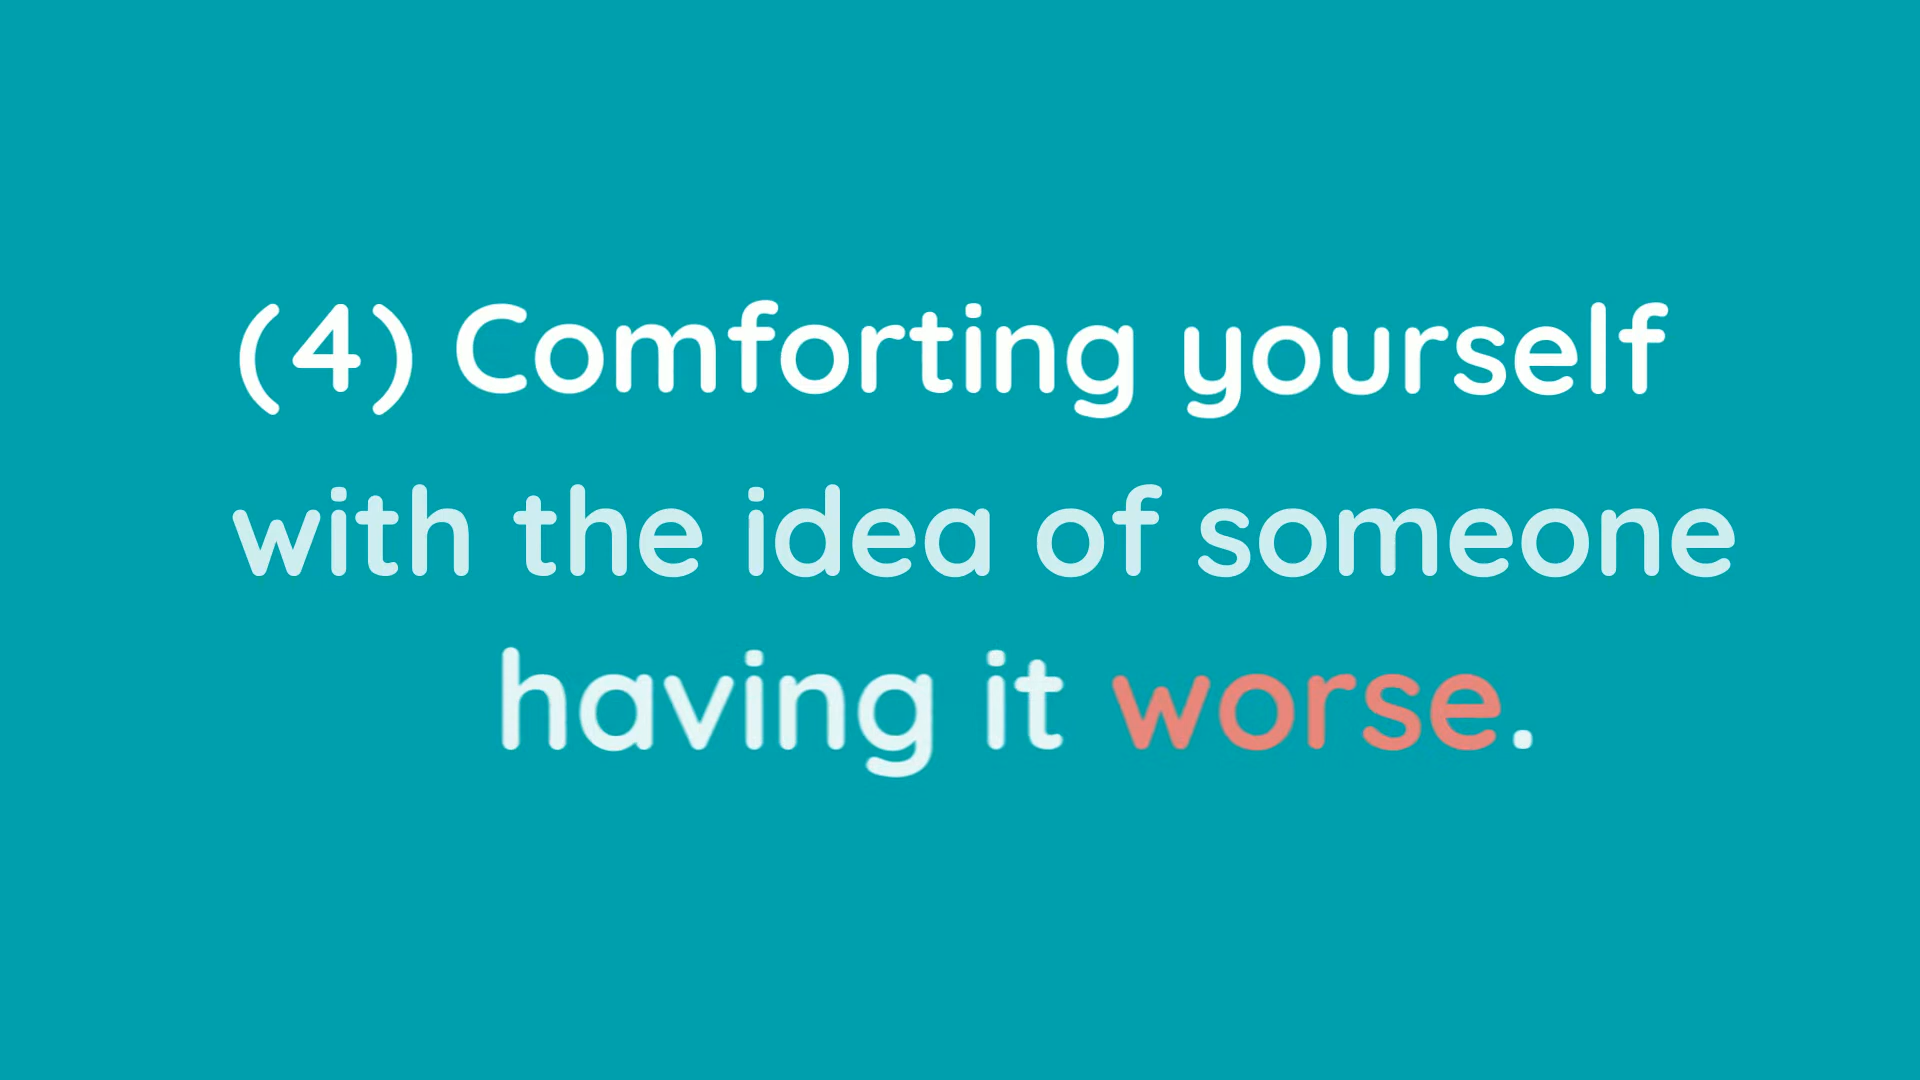 (4) Comforting yourself
with the idea of someone
having it worse.